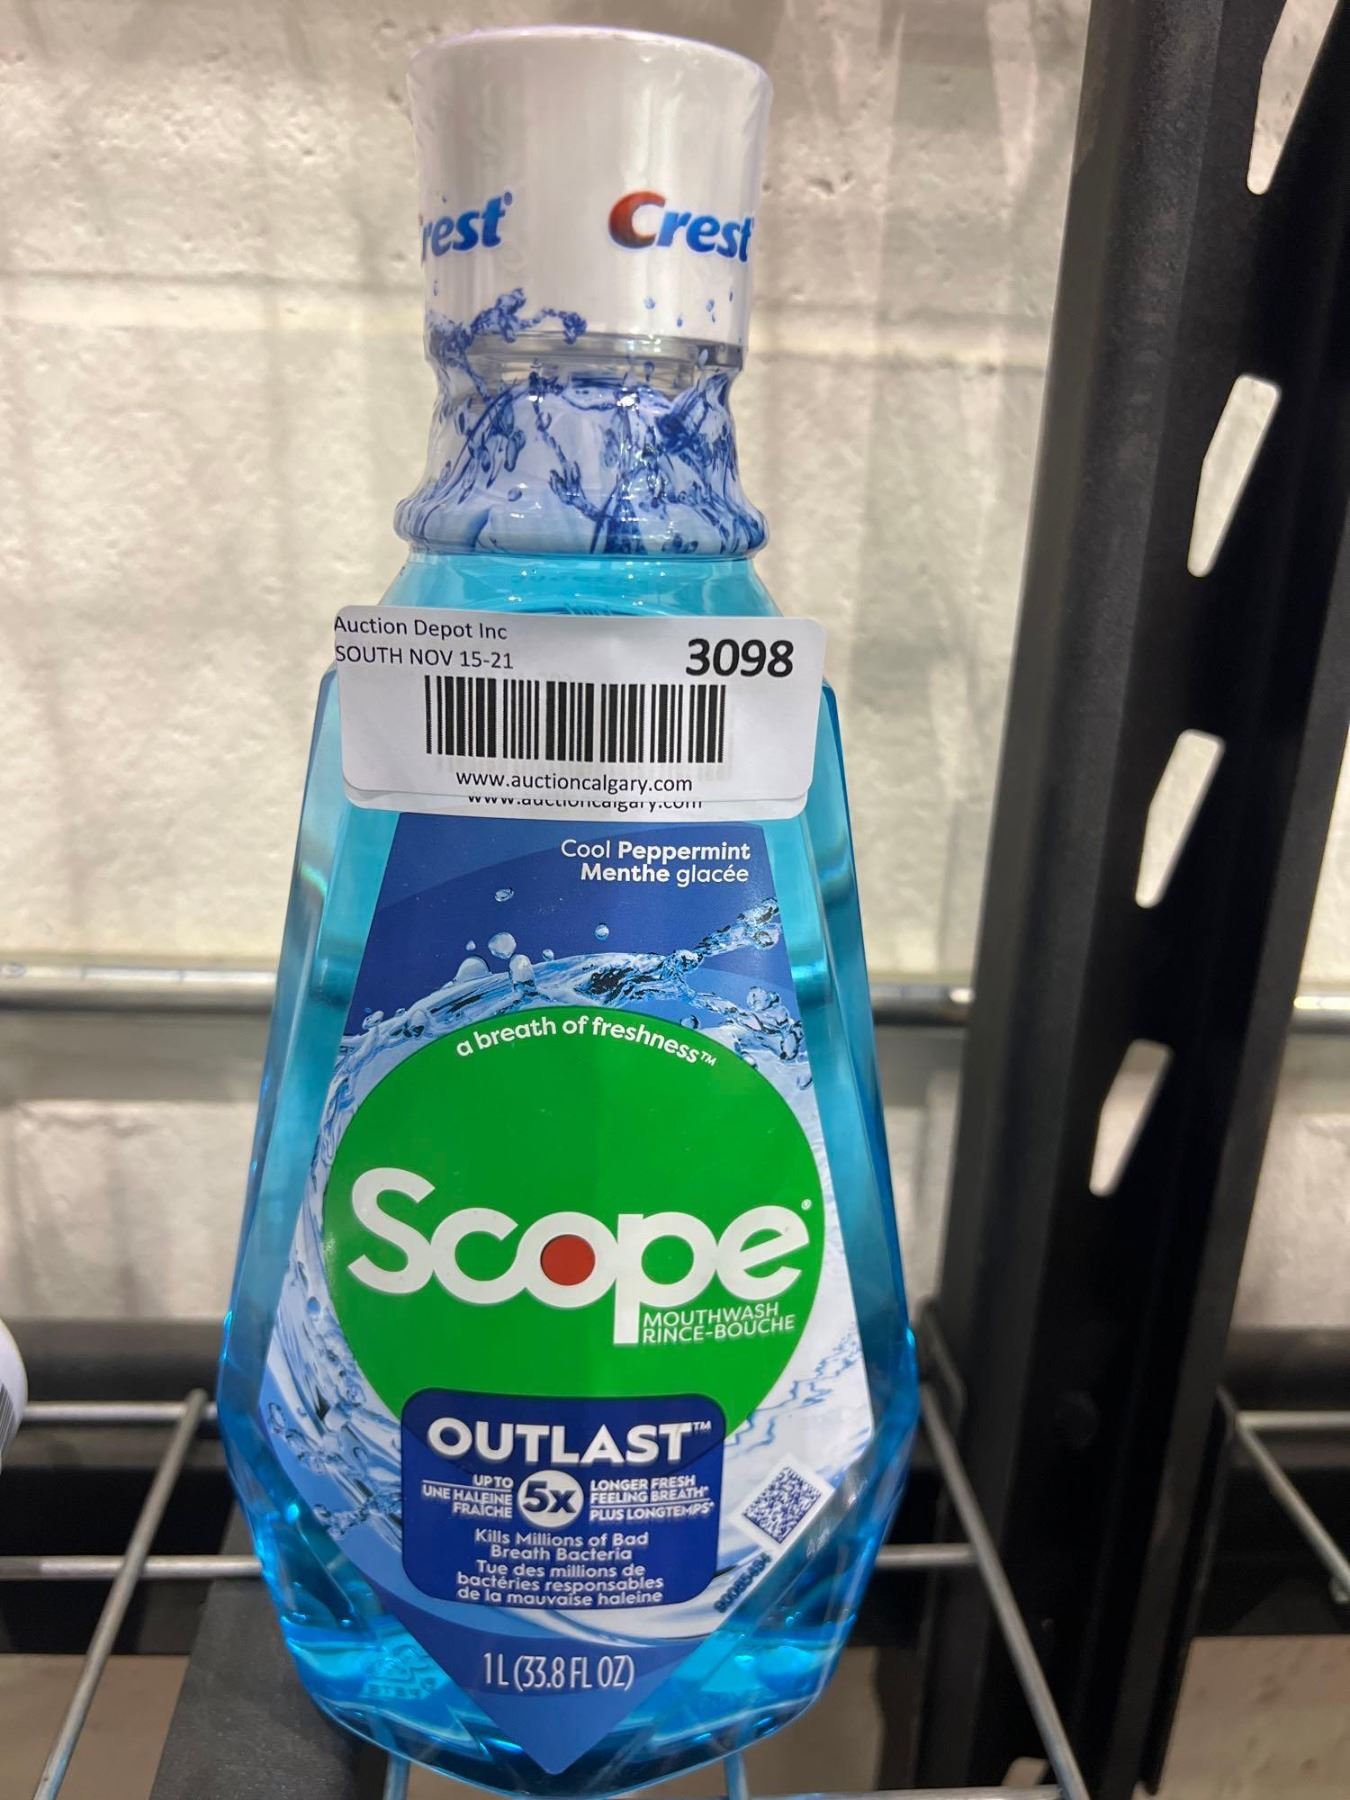 rest
Crest
Auction Depot Inc
SOUTH NOV 15-21
3098
www.auctioncalgary.com
www.auctioncalgary.com
Cool Peppermint
Menthe glacée
a breath of freshness™
Scope®
MOUTHWASH
RINCE-BOUCHE
OUTLAST™
UP TO
UNE HALEINE
FRAÎCHE
5x
LONGER FRESH
FEELING BREATH*
PLUS LONGTEMPS*
Kills Millions of Bad
Breath Bacteria
Tue des millions de
bactéries responsables
de la mauvaise haleine
1 L (33.8 FL OZ)